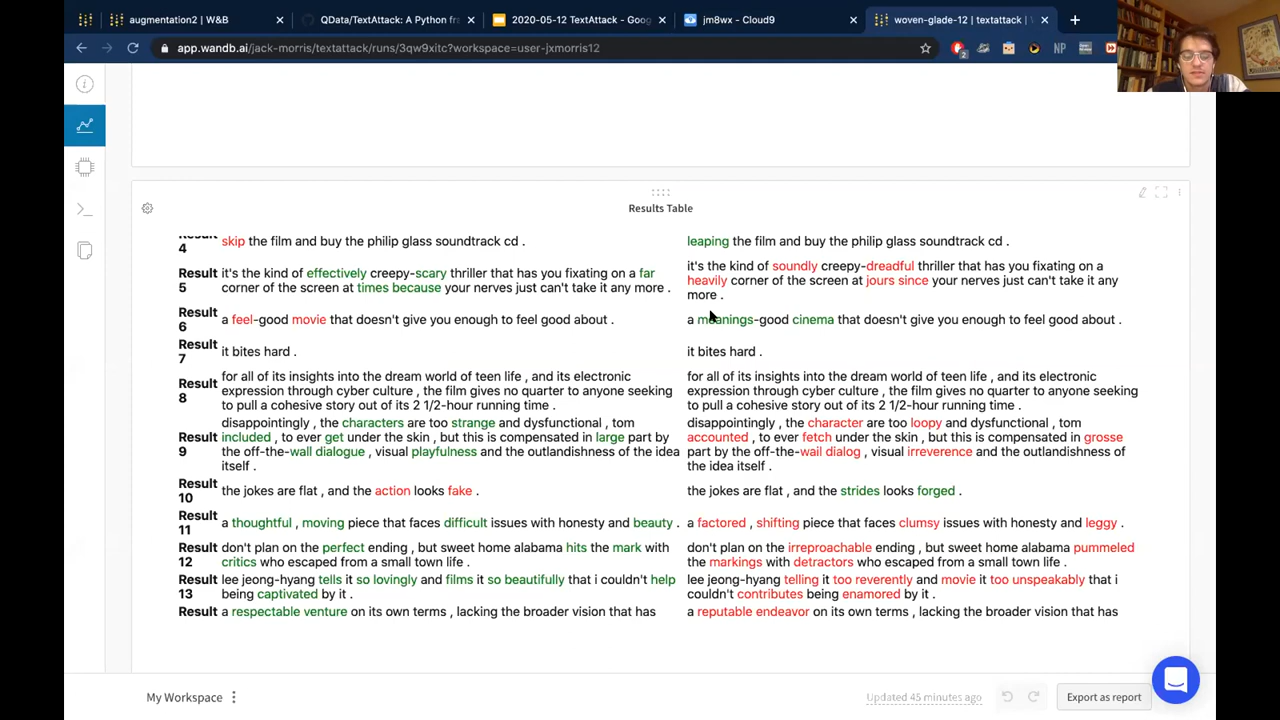 augmentation2 | W&B
QData/TextAttack: A Python fr
2020-05-12 TextAttack - Goog
jm8wx - Cloud9
woven-glade-12 | textattack |
app.wandb.ai/jack-morris/textattack/runs/3qw9xitc?workspace=user-jxmorris12
2
NP
Results Table
Result
4
skip the film and buy the philip glass soundtrack cd .
leaping the film and buy the philip glass soundtrack cd .
Result
5
it's the kind of effectively creepy-scary thriller that has you fixating on a far
corner of the screen at times because your nerves just can't take it any more .
it's the kind of soundly creepy-dreadful thriller that has you fixating on a
heavily corner of the screen at jours since your nerves just can't take it any
more .
Result
6
a feel-good movie that doesn't give you enough to feel good about .
a meanings-good cinema that doesn't give you enough to feel good about .
Result
7
it bites hard .
it bites hard .
Result
8
for all of its insights into the dream world of teen life , and its electronic
expression through cyber culture , the film gives no quarter to anyone seeking
to pull a cohesive story out of its 2 1/2-hour running time .
for all of its insights into the dream world of teen life , and its electronic
expression through cyber culture , the film gives no quarter to anyone seeking
to pull a cohesive story out of its 2 1/2-hour running time .
Result
9
disappointingly , the characters are too strange and dysfunctional , tom
included , to ever get under the skin , but this is compensated in large part by
the off-the-wall dialogue , visual playfulness and the outlandishness of the idea
itself .
disappointingly , the character are too loopy and dysfunctional , tom
accounted , to ever fetch under the skin , but this is compensated in grosse
part by the off-the-wail dialog , visual irreverence and the outlandishness of
the idea itself .
Result
10
the jokes are flat , and the action looks fake .
the jokes are flat , and the strides looks forged .
Result
11
a thoughtful , moving piece that faces difficult issues with honesty and beauty .
a factored , shifting piece that faces clumsy issues with honesty and leggy .
Result
12
don't plan on the perfect ending , but sweet home alabama hits the mark with
critics who escaped from a small town life .
don't plan on the irreproachable ending , but sweet home alabama pummeled
the markings with detractors who escaped from a small town life .
Result
13
lee jeong-hyang tells it so lovingly and films it so beautifully that i couldn't help
being captivated by it .
lee jeong-hyang telling it too reverently and movie it too unspeakably that i
couldn't contributes being enamored by it .
Result
a respectable venture on its own terms , lacking the broader vision that has
a reputable endeavor on its own terms , lacking the broader vision that has
My Workspace
Updated 45 minutes ago
Export as report